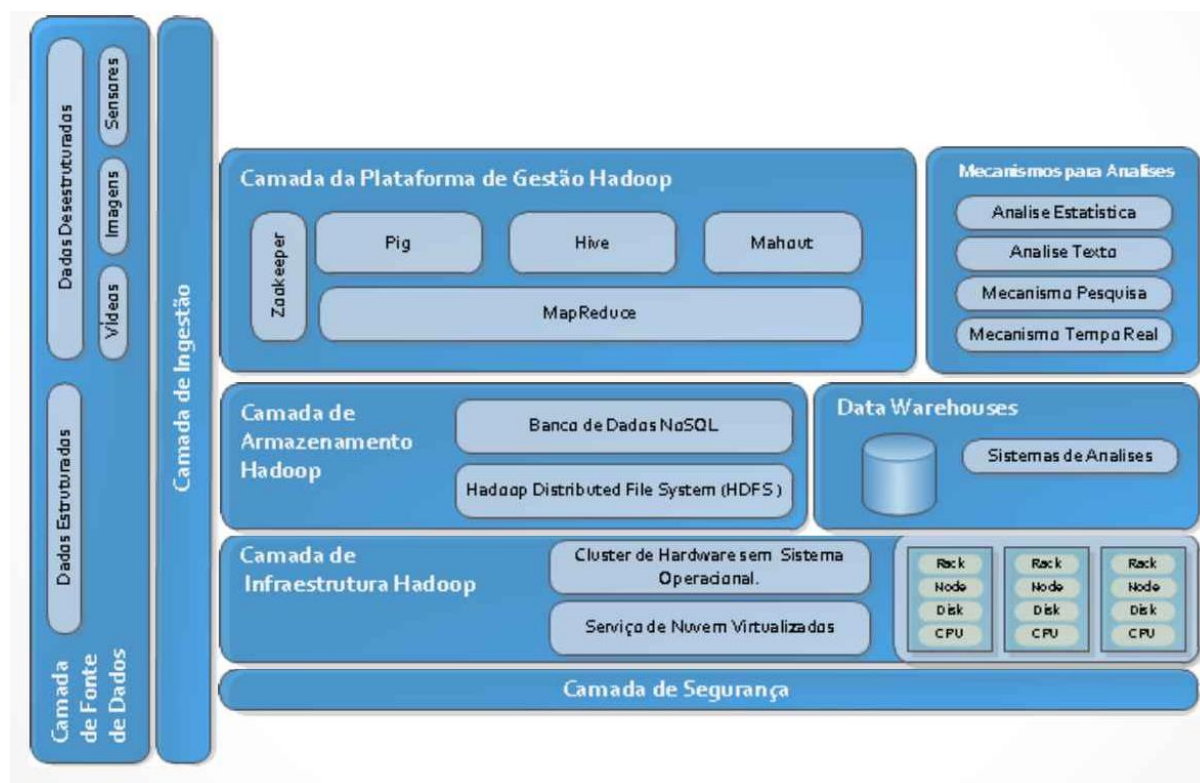 Dados Desestruturados
Sensores
Imagens
Vídeos
Dados Estruturados
Camada
de Fonte
de Dados
Camada de Ingestão
Camada da Plataforma de Gestão Hadoop
Zookeeper
Pig
Hive
Mahout
MapReduce
Mecanismos para Analises
Analise Estatística
Analise Texto
Mecanismo Pesquisa
Mecanismo Tempo Real
Camada de
Armazenamento
Hadoop
Banco de Dados NoSQL
Hadoop Distributed File System (HDFS )
Data Warehouses
Sistemas de Analises
Camada de
Infraestrutura Hadoop
Cluster de Hardware sem Sistema
Operacional.
Serviço de Nuvem Virtualizados
Rack
Node
Disk
CPU
Rack
Node
Disk
CPU
Rack
Node
Disk
CPU
Camada de Segurança